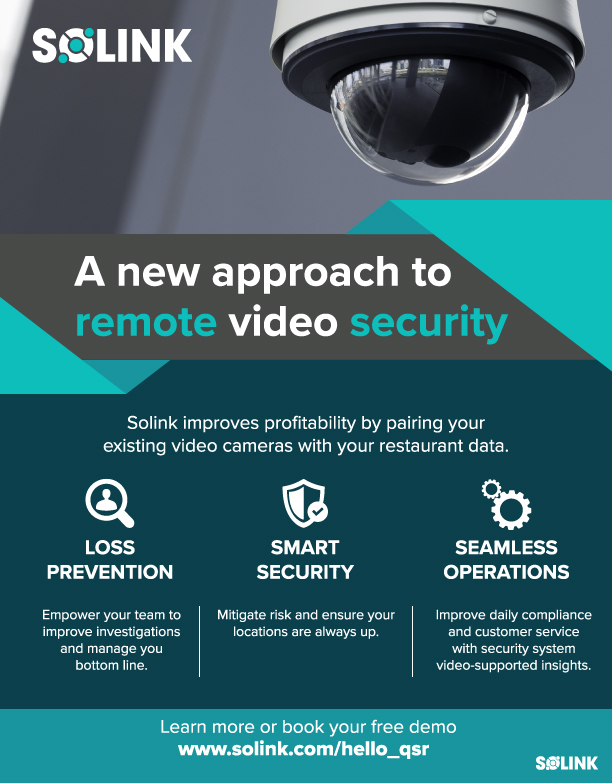 SOLINK
A new approach to
remote video security
Solink improves profitability by pairing your
existing video cameras with your restaurant data.
LOSS
PREVENTION
Empower your team to
improve investigations
and manage you
bottom line.
SMART
SECURITY
Mitigate risk and ensure your
locations are always up.
SEAMLESS
OPERATIONS
Improve daily compliance
and customer service
with security system
video-supported insights.
Learn more or book your free demo
www.solink.com/hello_qsr
SOLINK